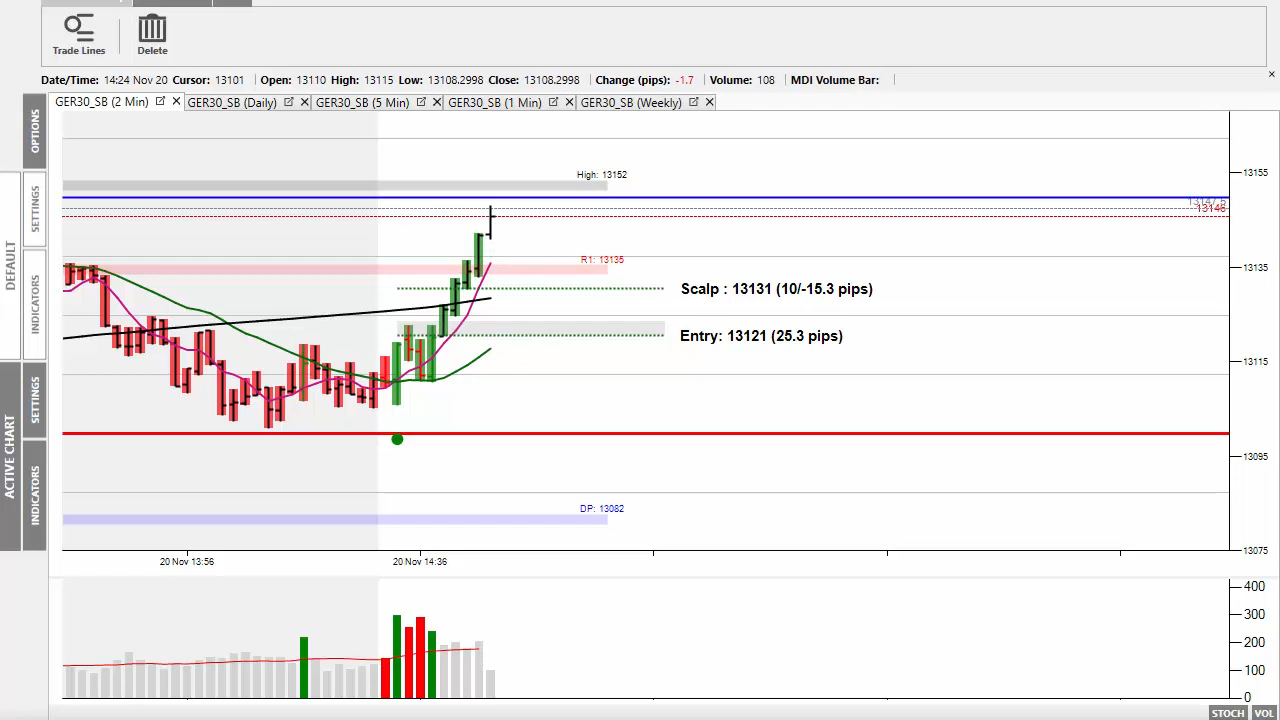 Trade Lines
Delete
Date/Time: 14:24 Nov 20 Cursor: 13101 Open: 13110 High: 13115 Low: 13108.2998 Close: 13108.2998 Change (pips): -1.7 Volume: 108 MDI Volume Bar:
GER30_SB (2 Min) GER30_SB (Daily) GER30_SB (5 Min) GER30_SB (1 Min) GER30_SB (Weekly)
OPTIONS
SETTINGS
DEFAULT
INDICATORS
SETTINGS
ACTIVE CHART
INDICATORS
High: 13152
13155
13147.5
13146
R1: 13135
13135
Scalp : 13131 (10/-15.3 pips)
Entry: 13121 (25.3 pips)
13115
13095
DP: 13082
13075
20 Nov 13:56
20 Nov 14:36
400
300
200
100
0
STOCH VOL